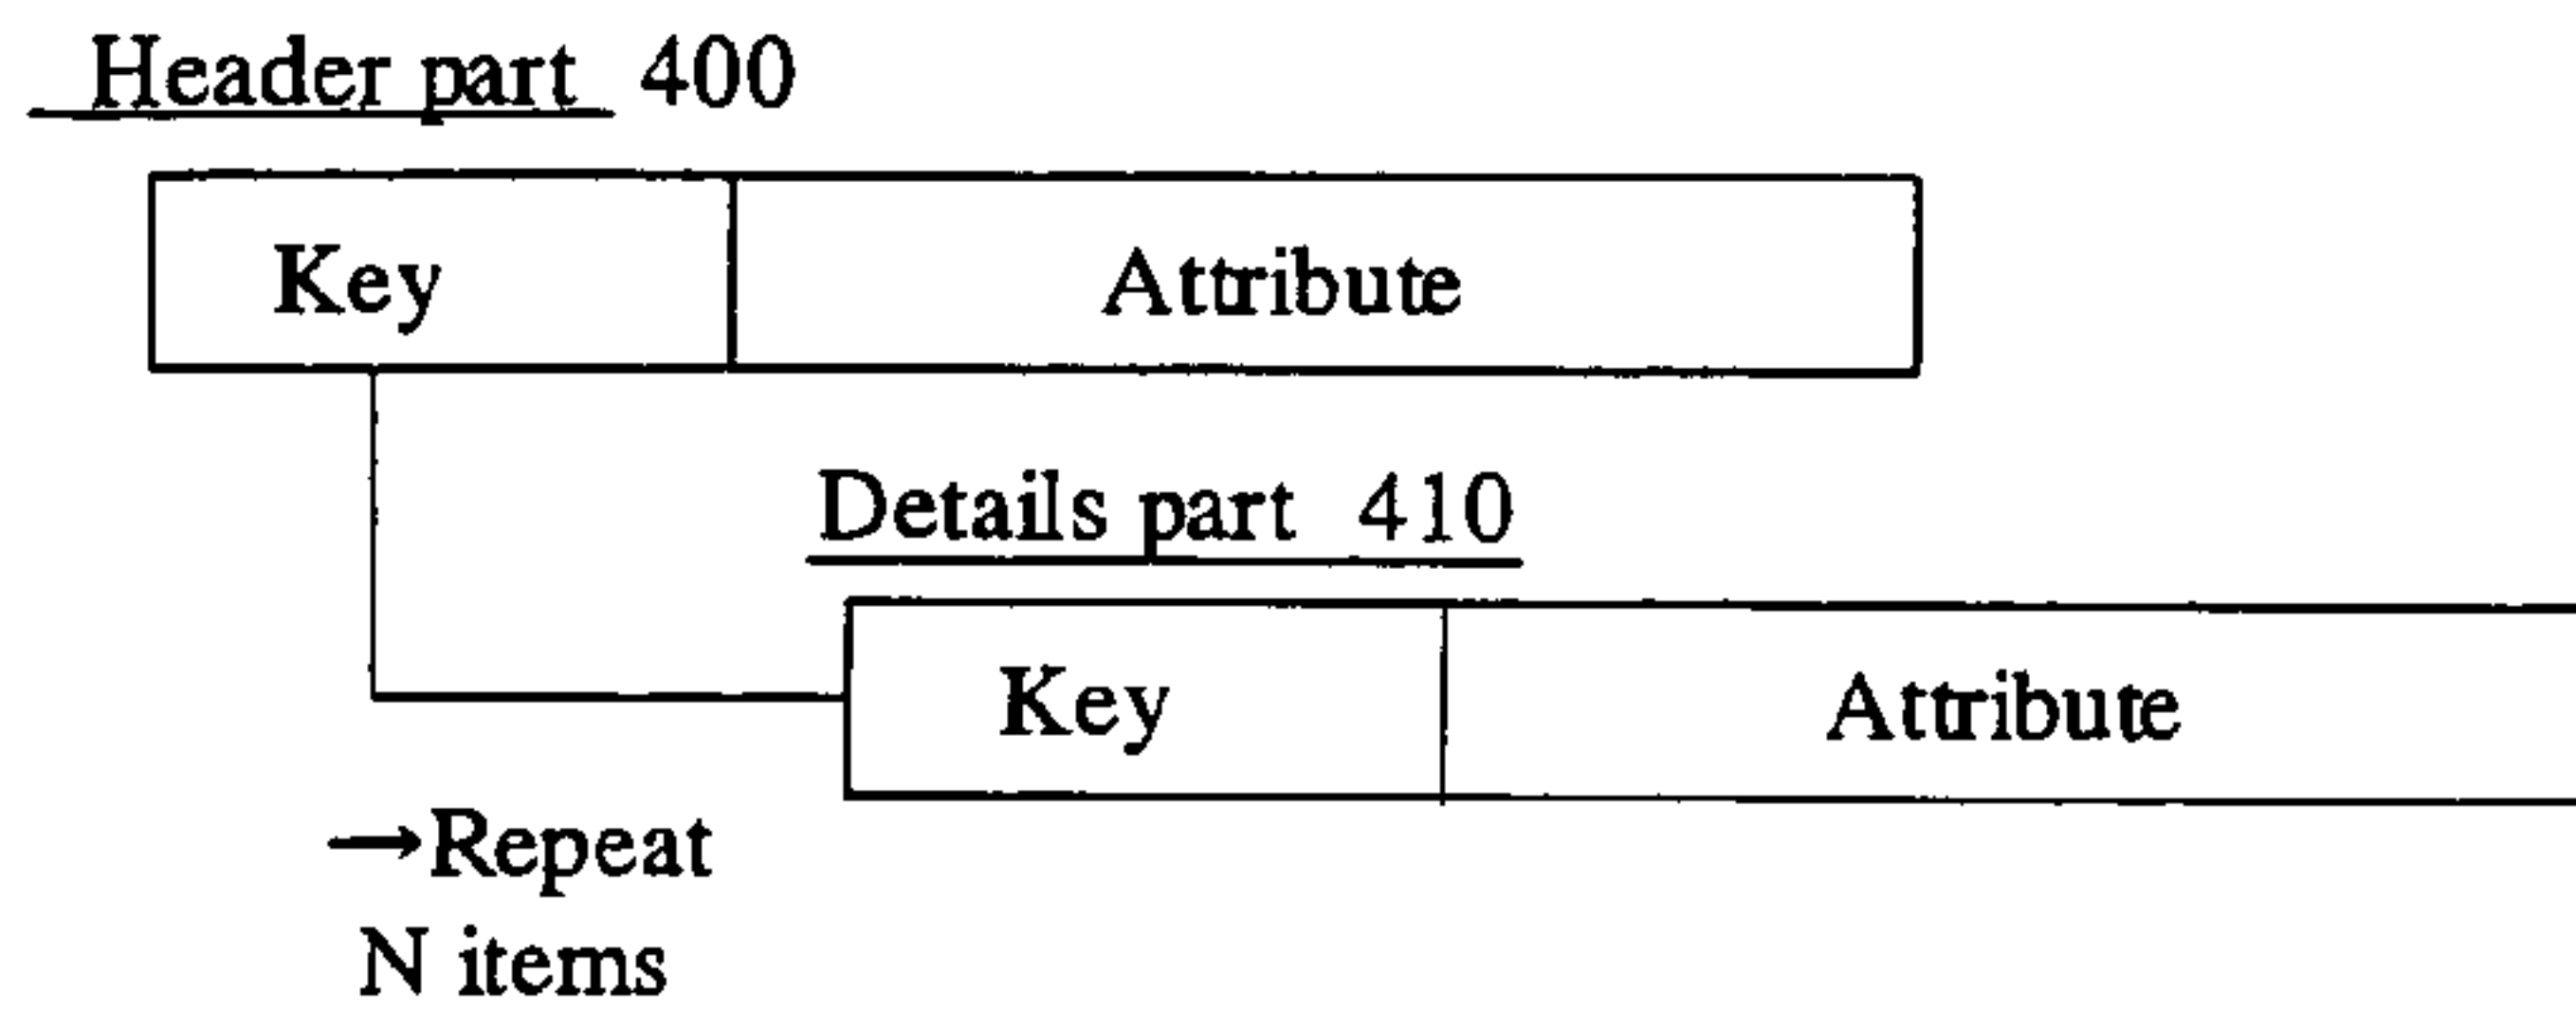 Header part 400
Key Attribute
Details part 410
Key Attribute
→Repeat
N items